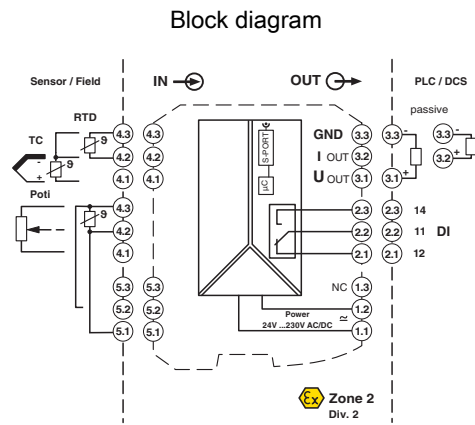 Block diagram
Sensor / Field
IN
OUT
PLC / DCS
passive
RTD
ϑ
4.3
4.3
S-PORT
GND
3.3
-
3.3
-
TC
-
+
ϑ
4.2
4.2
I OUT
3.2
3.2
+
4.1
4.1
µC
U OUT
3.1
3.1
+
Poti
ϑ
4.3
2.3
2.3
14
4.2
2.2
2.2
11
DI
4.1
2.1
2.1
12
5.3
5.3
NC
1.3
5.2
5.2
Power
1.2
24V ...230V AC/DC
≃
5.1
5.1
1.1
Ex
Zone 2
Div. 2